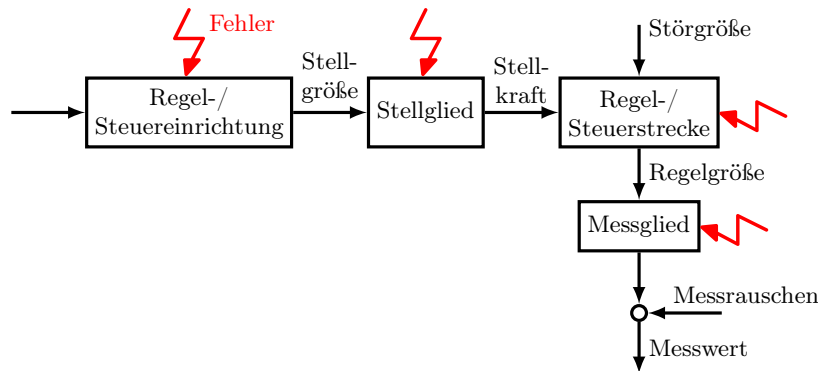 Fehler
Störgröße
Stell-
größe
Stell-
kraft
Regel-/
Steuereinrichtung
Stellglied
Regel-/
Steuerstrecke
Regelgröße
Messglied
Messrauschen
Messwert